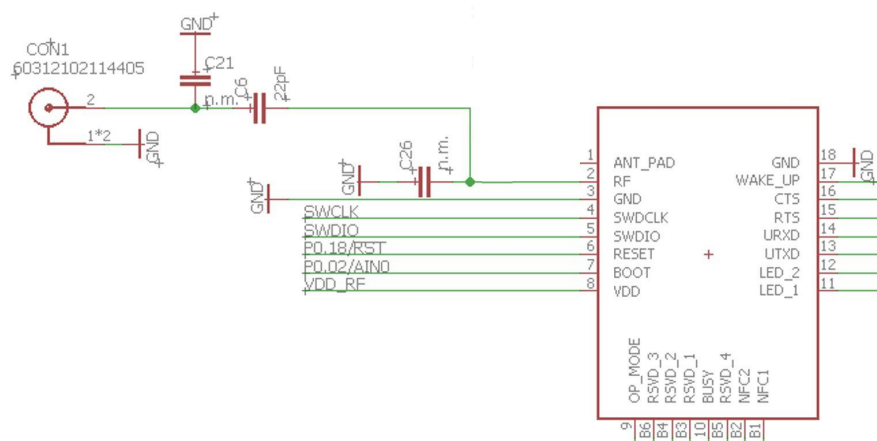 GND
CON1
60312102114405
C21
C6
22pF
n.m.
2
1*2
GND
C26
n.m.
GND
GND
SWCLK
SWDIO
P0.18/RST
P0.02/AIN0
VDD_RF
1 ANT_PAD
2 RF
3 GND
4 SWDCLK
5 SWDIO
6 RESET
7 BOOT
8 VDD
GND 18
WAKE_UP 17
CTS 16
RTS 15
URXD 14
UTXD 13
LED_2 12
LED_1 11
GND
OP_MODE
RSVD_3
RSVD_2
RSVD_1
BUSY
RSVD_4
NFC2
NFC1
9
B6
B4
B3
10
B5
B2
B1